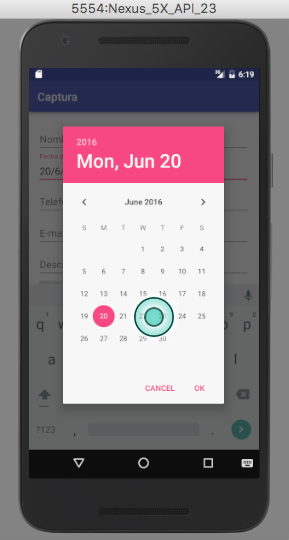 5554:Nexus_5X_API_23
6:19
Captura
Nomb
Fecha d
20/6/
Teléf
E-ma
Desc
2016
Mon, Jun 20
June 2016
S M T W T F S
1 2 3 4
5 6 7 8 9 10 11
12 13 14 15 16 17 18
19 20 21 24 25
26 27 28 29 30
CANCEL OK
q w o p
a l
?123 , .